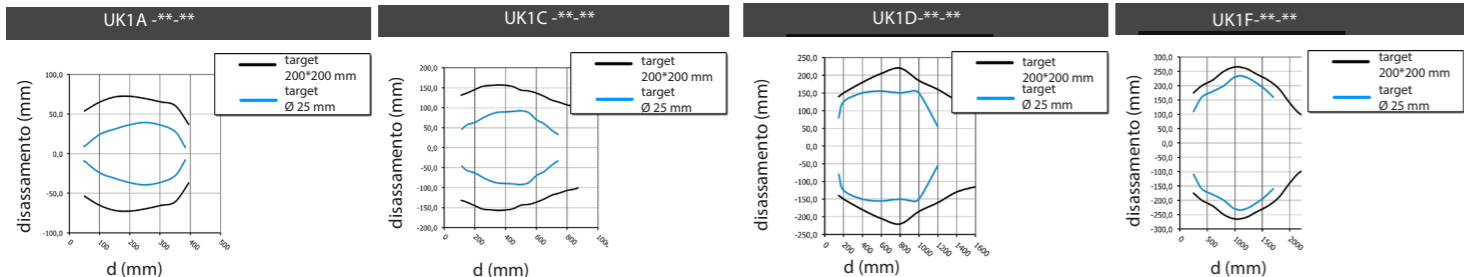 UK1A -**-**
target
200*200 mm
target
Ø 25 mm
disassamento (mm)
100,0
50,0
0,0
-50,0
-100,0
0
100
200
300
400
500
d (mm)
UK1C -**-**
target
200*200 mm
target
Ø 25 mm
disassamento (mm)
200,0
150,0
100,0
50,0
0,0
-50,0
-100,0
-150,0
-200,0
0
200
400
600
800
1000
d (mm)
UK1D-**-**
target
200*200 mm
target
Ø 25 mm
disassamento (mm)
250,0
200,0
150,0
100,0
50,0
0,0
-50,0
-100,0
-150,0
-200,0
-250,0
0
200
400
600
800
1000
1200
1400
1600
d (mm)
UK1F-**-**
target
200*200 mm
target
Ø 25 mm
disassamento (mm)
300,0
250,0
200,0
150,0
100,0
50,0
0,0
-50,0
-100,0
-150,0
-200,0
-250,0
-300,0
0
500
1000
1500
2000
d (mm)